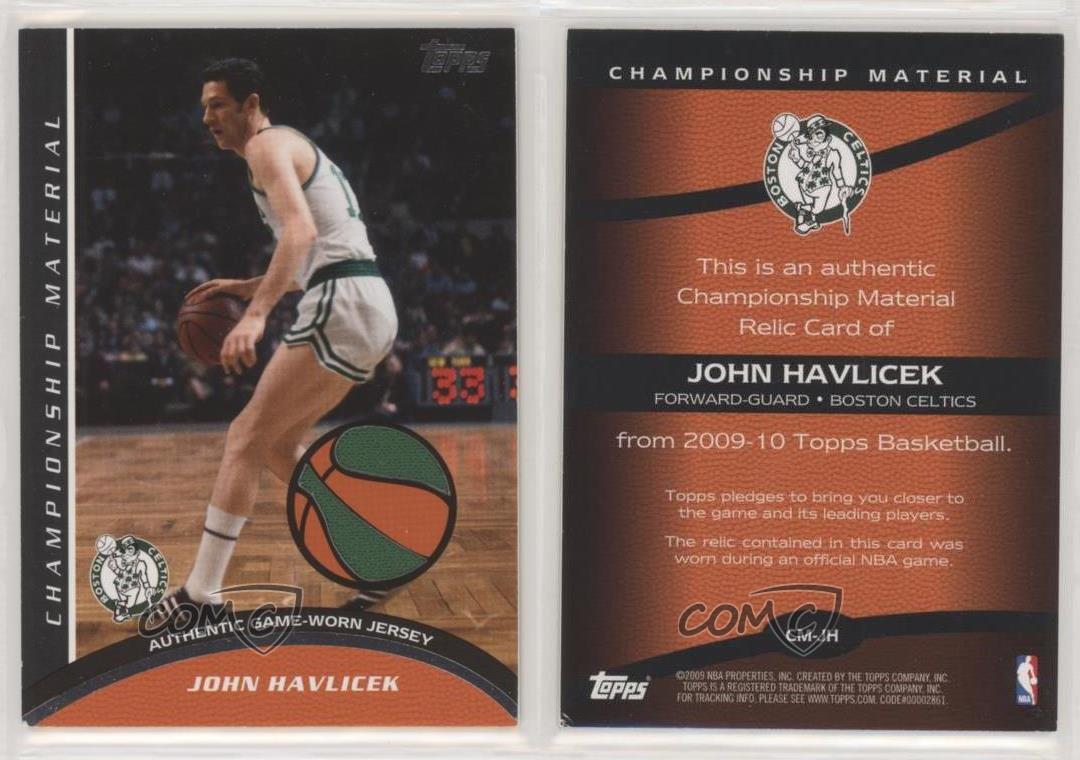 CHAMPIONSHIP MATERIAL
Topps
33
BOSTON CELTICS
AUTHENTIC GAME-WORN JERSEY
JOHN HAVLICEK
COMC
CHAMPIONSHIP MATERIAL
BOSTON CELTICS
This is an authentic
Championship Material
Relic Card of
JOHN HAVLICEK
FORWARD-GUARD • BOSTON CELTICS
from 2009-10 Topps Basketball.
Topps pledges to bring you closer to
the game and its leading players.
The relic contained in this card was
worn during an official NBA game.
COMC
CM-JH
Topps
©2009 NBA PROPERTIES, INC. CREATED BY THE TOPPS COMPANY, INC.
TOPPS IS A REGISTERED TRADEMARK OF THE TOPPS COMPANY, INC.
FOR TRACKING INFO, PLEASE SEE WWW.TOPPS.COM. CODE#00002861.
NBA